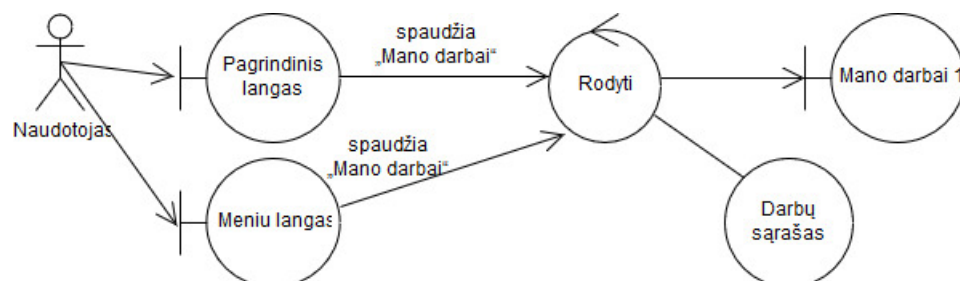 spaudžia
„Mano darbai“
Pagrindinis
langas
Rodyti
Mano darbai 1
Naudotojas
spaudžia
„Mano darbai“
Meniu langas
Darbų
sąrašas